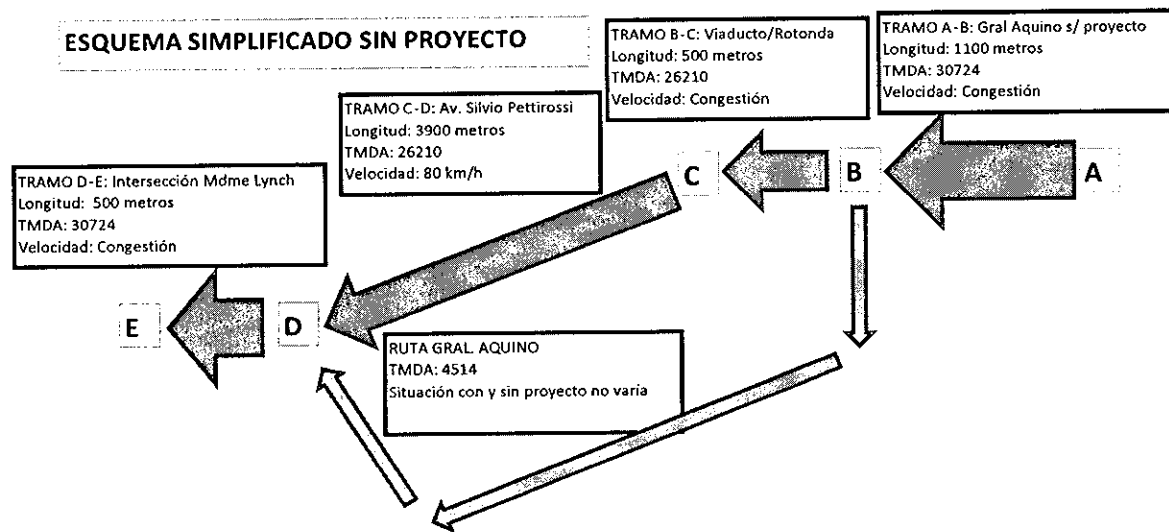 ESQUEMA SIMPLIFICADO SIN PROYECTO
TRAMO B-C: Viaducto/Rotonda
Longitud: 500 metros
TMDA: 26210
Velocidad: Congestión
TRAMO A-B: Gral Aquino s/ proyecto
Longitud: 1100 metros
TMDA: 30724
Velocidad: Congestión
TRAMO C-D: Av. Silvio Pettirossi
Longitud: 3900 metros
TMDA: 26210
Velocidad: 80 km/h
TRAMO D-E: Intersección Mdme Lynch
Longitud: 500 metros
TMDA: 30724
Velocidad: Congestión
C
B
A
E
D
RUTA GRAL. AQUINO
TMDA: 4514
Situación con y sin proyecto no varía